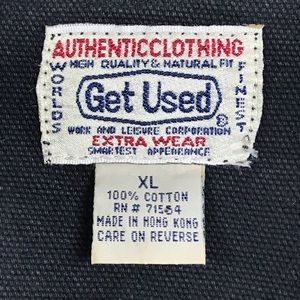 AUTHENTICCLOTHING
HIGH QUALITY & NATURAL FIT
WORLDS
FINEST
Get Used
®
WORK AND LEISURE CORPORATION
EXTRA WEAR
SMARTEST APPEARANCE
XL
100% COTTON
RN # 71554
MADE IN HONG KONG
CARE ON REVERSE